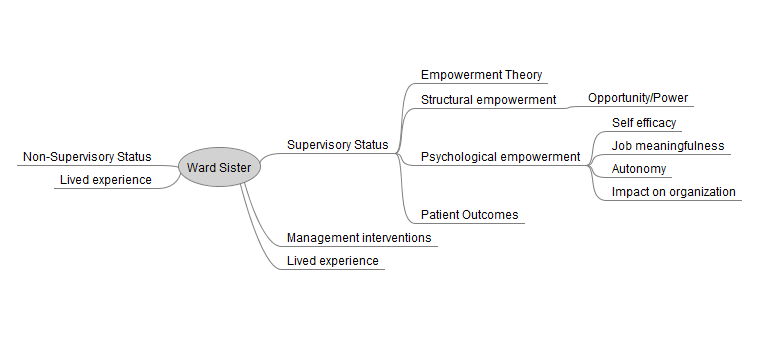 Ward Sister
Non-Supervisory Status
Lived experience
Supervisory Status
Empowerment Theory
Structural empowerment
Opportunity/Power
Psychological empowerment
Self efficacy
Job meaningfulness
Autonomy
Impact on organization
Patient Outcomes
Management interventions
Lived experience